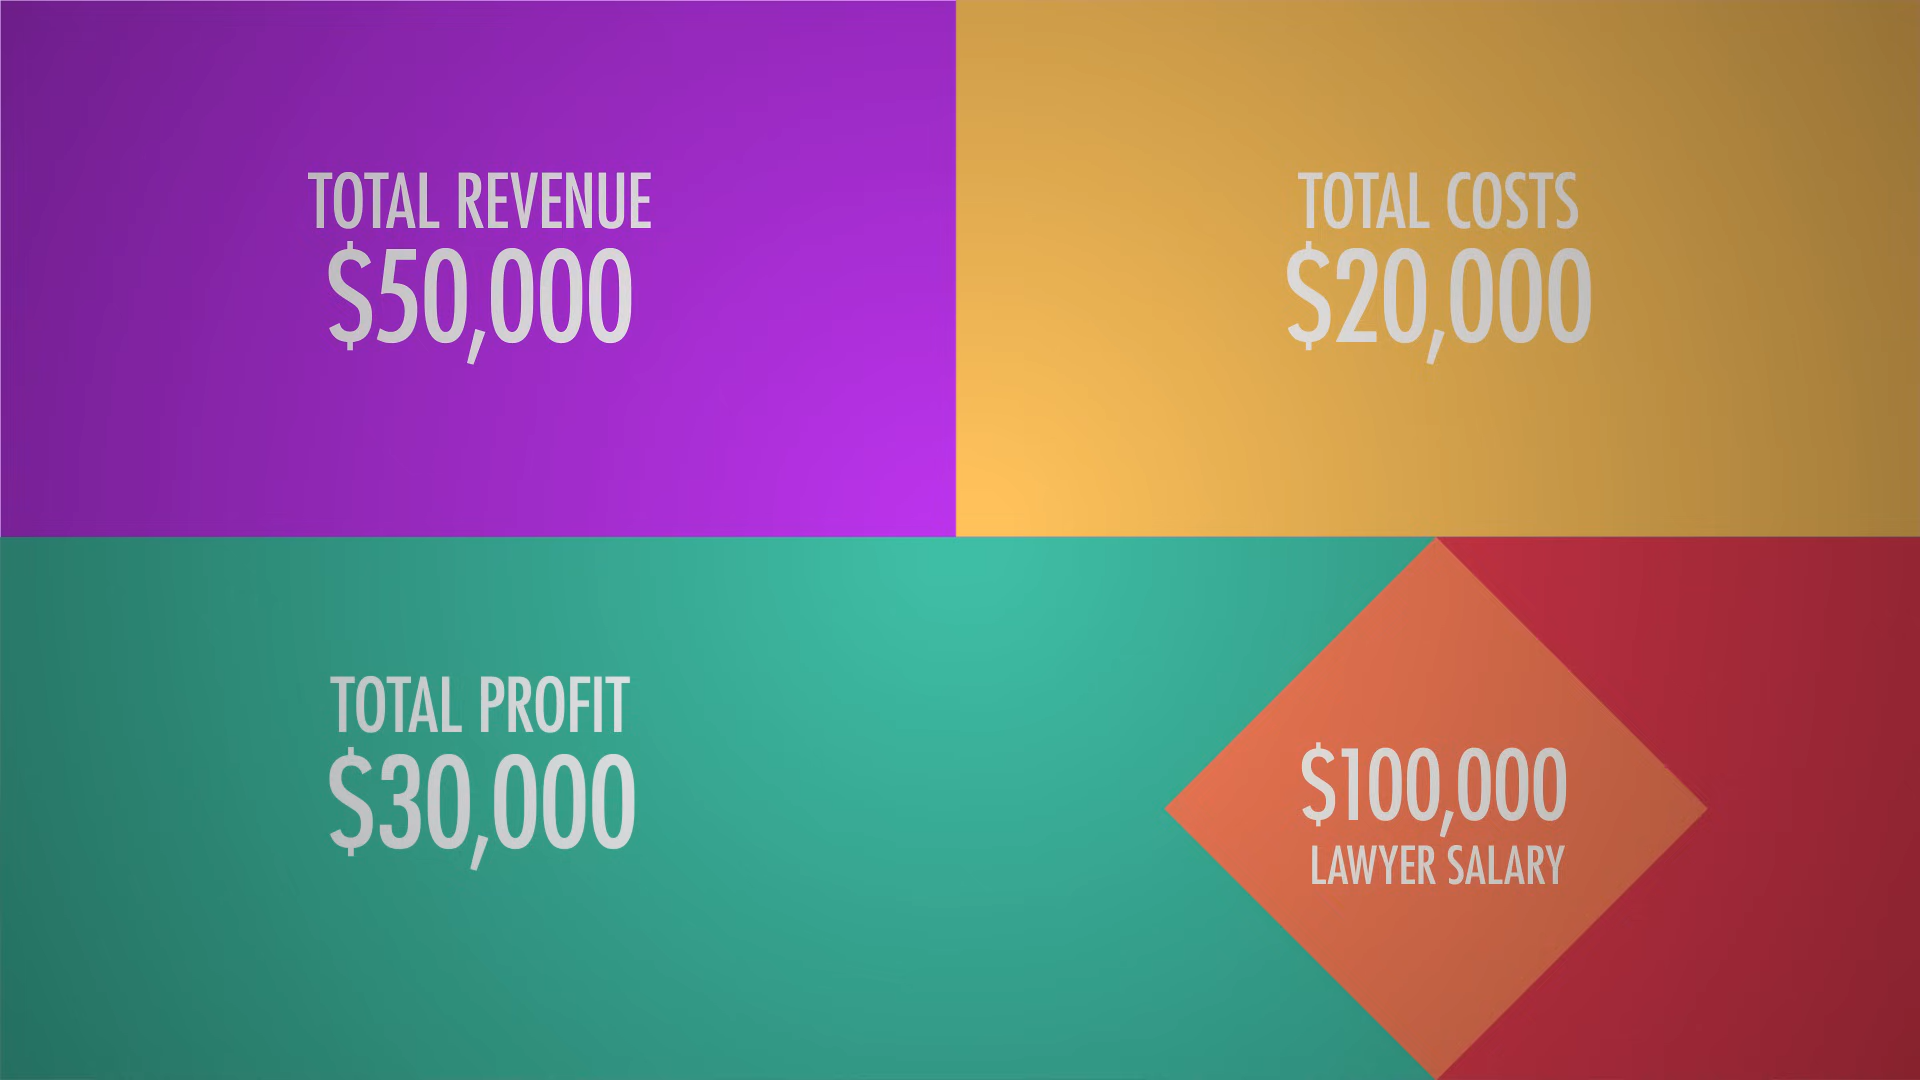 TOTAL REVENUE
$50,000
TOTAL COSTS
$20,000
TOTAL PROFIT
$30,000
$100,000
LAWYER SALARY